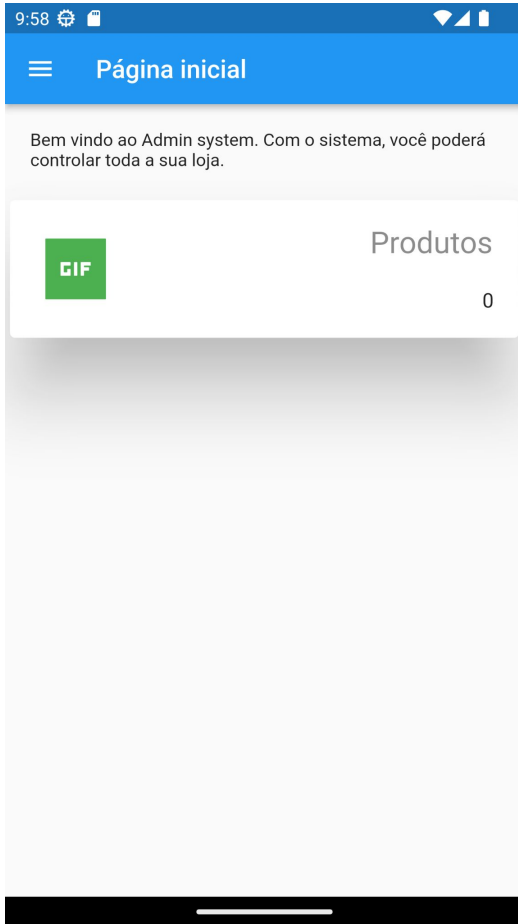 9:58
Página inicial
Bem vindo ao Admin system. Com o sistema, você poderá
controlar toda a sua loja.
Produtos
GIF
0